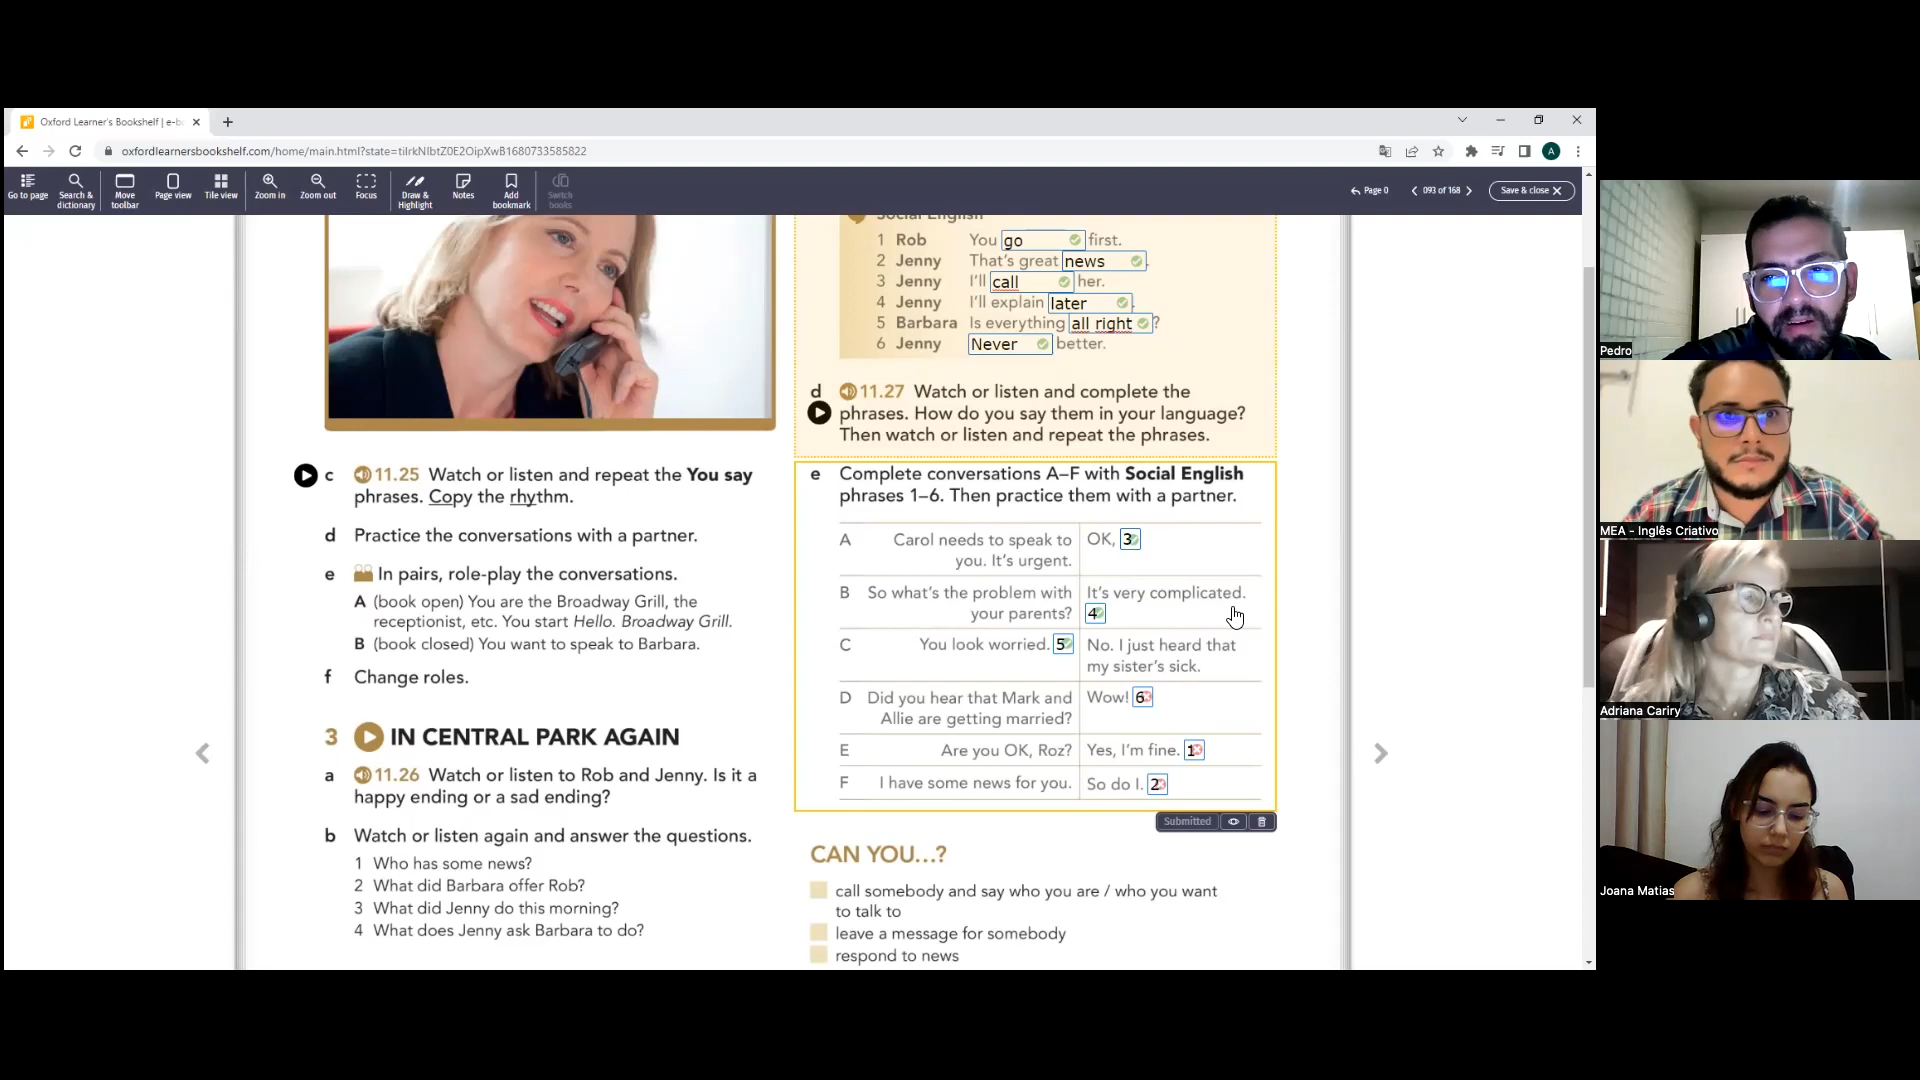 Oxford Learner's Bookshelf | e-b
oxfordlearnersbookshelf.com/home/main.html?state=tiIrkNIbtZ0E2OipXwB1680733585822
A
Go to page
Search & dictionary
Move toolbar
Page view
Tile view
Zoom in
Zoom out
Focus
Draw & Highlight
Notes
Add bookmark
Switch books
Page 0
093 of 168
Save & close
Social English
1 Rob You go first.
2 Jenny That's great news.
3 Jenny I'll call her.
4 Jenny I'll explain later.
5 Barbara Is everything all right?
6 Jenny Never better.
d 11.27 Watch or listen and complete the
phrases. How do you say them in your language?
Then watch or listen and repeat the phrases.
c 11.25 Watch or listen and repeat the You say
phrases. Copy the rhythm.
d Practice the conversations with a partner.
e In pairs, role-play the conversations.
A (book open) You are the Broadway Grill, the
receptionist, etc. You start Hello. Broadway Grill.
B (book closed) You want to speak to Barbara.
f Change roles.
3 IN CENTRAL PARK AGAIN
a 11.26 Watch or listen to Rob and Jenny. Is it a
happy ending or a sad ending?
b Watch or listen again and answer the questions.
1 Who has some news?
2 What did Barbara offer Rob?
3 What did Jenny do this morning?
4 What does Jenny ask Barbara to do?
e Complete conversations A–F with Social English
phrases 1–6. Then practice them with a partner.
A Carol needs to speak to you. It's urgent. OK, 3
B So what's the problem with your parents? It's very complicated. 4
C You look worried. 5 No. I just heard that my sister's sick.
D Did you hear that Mark and Allie are getting married? Wow! 6
E Are you OK, Roz? Yes, I'm fine. 1
F I have some news for you. So do I. 2
Submitted
CAN YOU...?
call somebody and say who you are / who you want
to talk to
leave a message for somebody
respond to news
Pedro
MEA - Inglês Criativo
Adriana Cariry
Joana Matias